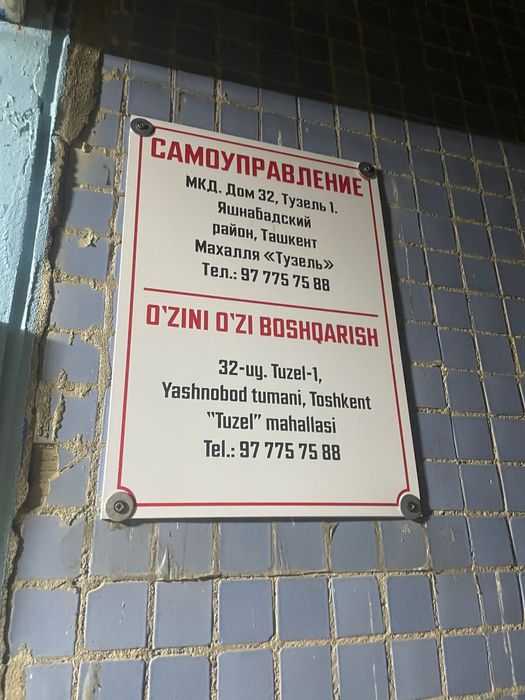 САМОУПРАВЛЕНИЕ
МКД. Дом 32, Тузель 1.
Яшнабадский
район, Ташкент
Махалля «Тузель»
Тел.: 97 775 75 88
O‘ZINI O‘ZI BOSHQARISH
32-uy. Tuzel-1,
Yashnobod tumani, Toshkent
“Tuzel” mahallasi
Tel.: 97 775 75 88